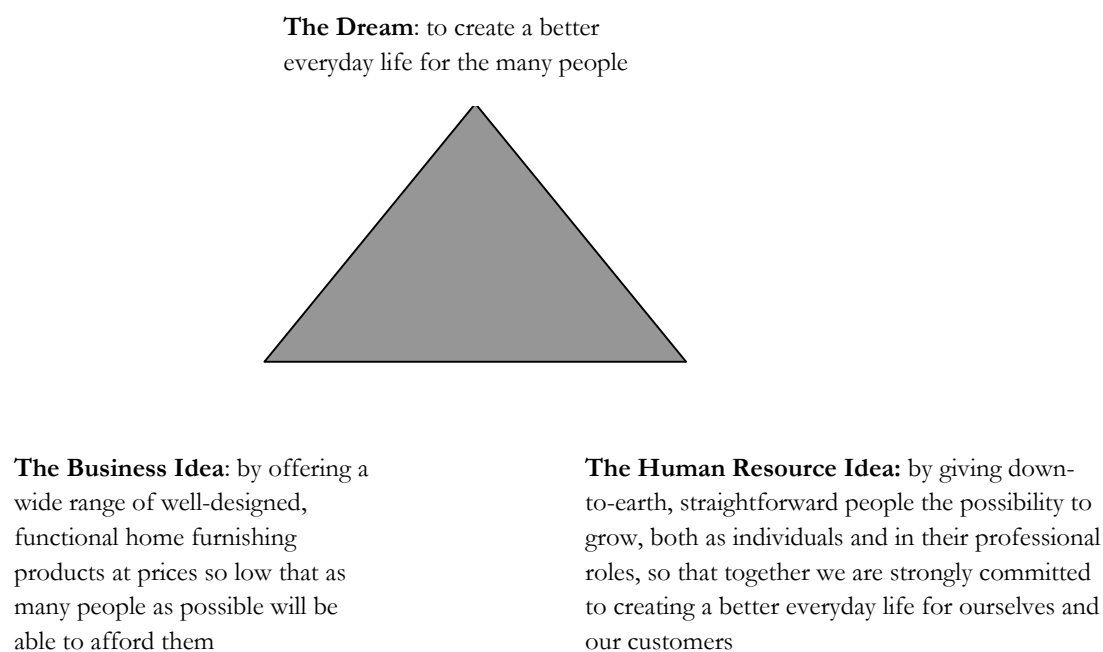 The Dream: to create a better
everyday life for the many people
The Business Idea: by offering a
wide range of well-designed,
functional home furnishing
products at prices so low that as
many people as possible will be
able to afford them
The Human Resource Idea: by giving down-
to-earth, straightforward people the possibility to
grow, both as individuals and in their professional
roles, so that together we are strongly committed
to creating a better everyday life for ourselves and
our customers